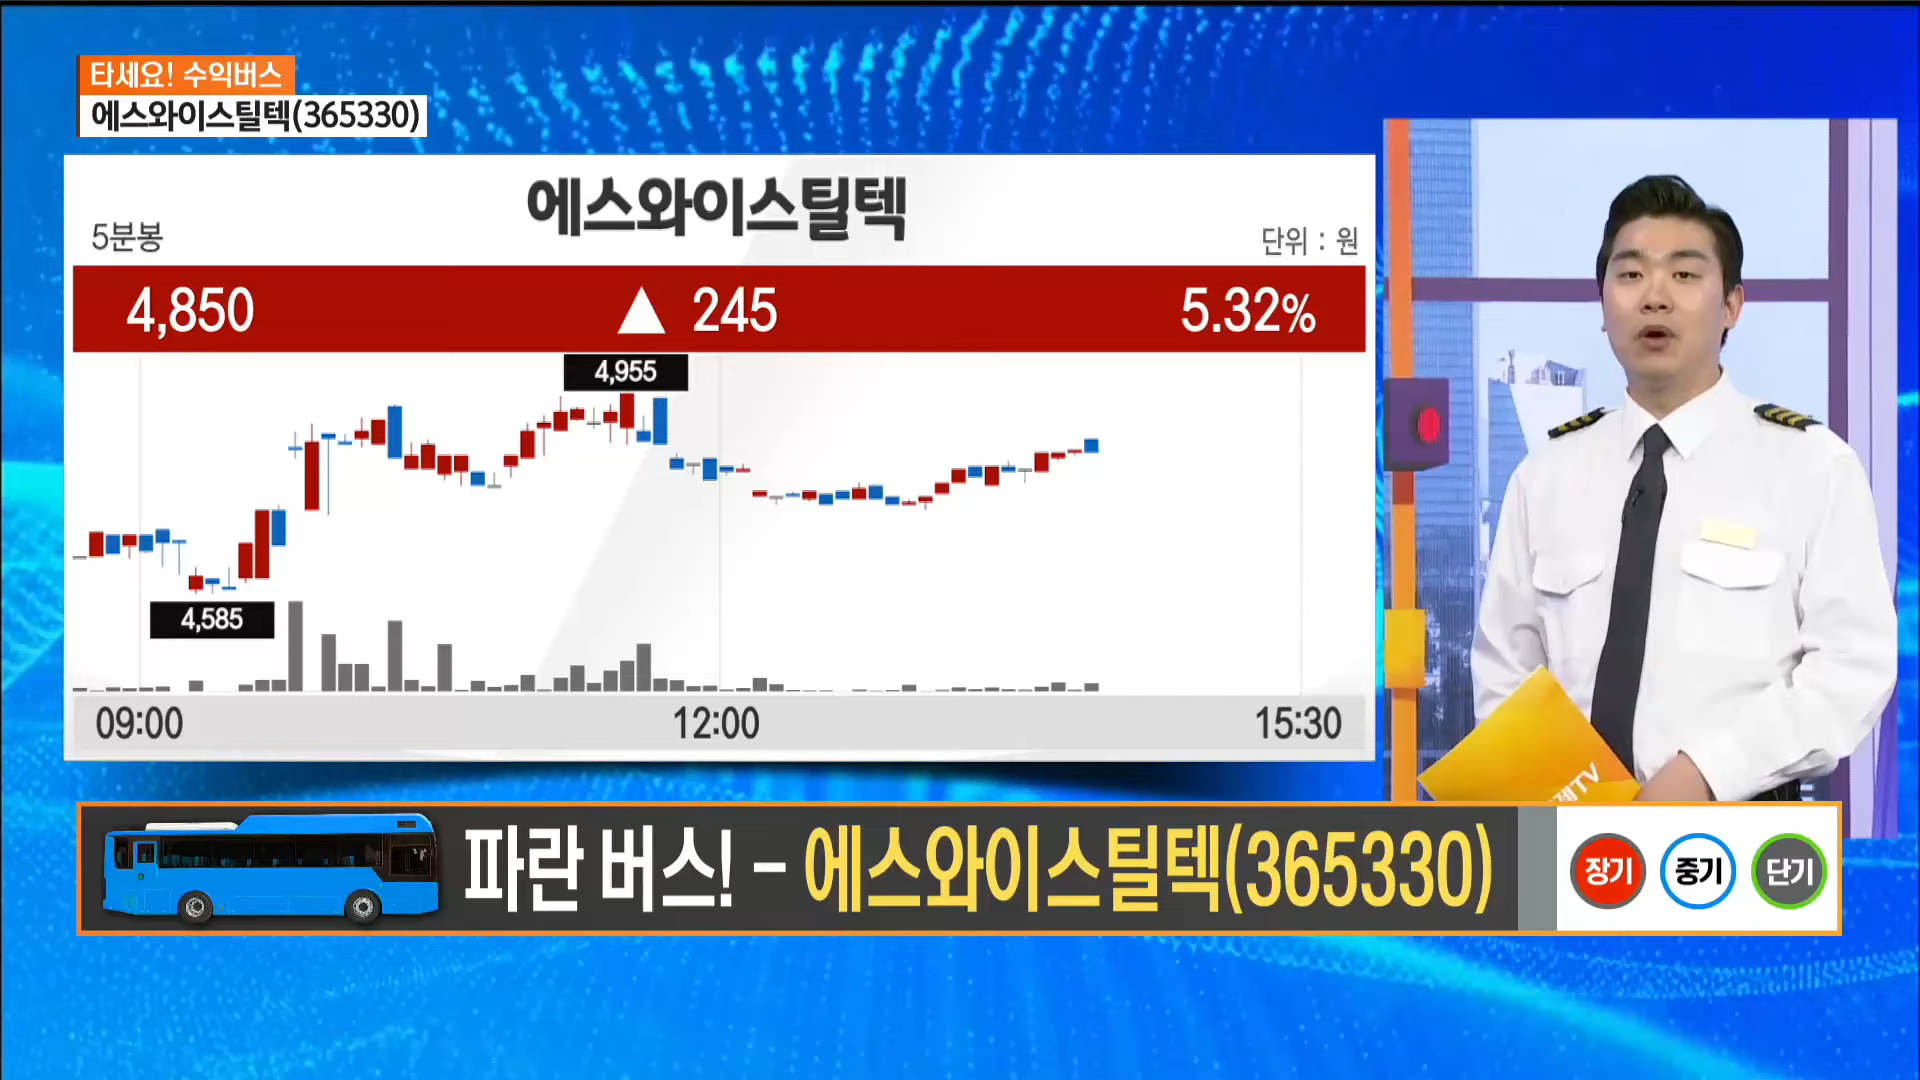 타세요! 수익버스
에스와이스틸텍(365330)
에스와이스틸텍
5분봉
단위 : 원
4,850 ▲ 245 5.32%
4,955
4,585
09:00 12:00 15:30
파란 버스! - 에스와이스틸텍(365330)
장기 중기 단기